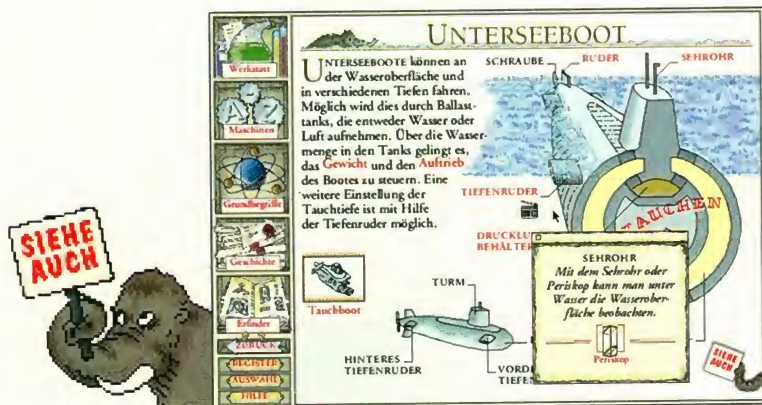 UNTERSEEBOOT
UNTERSEEBOOTE können an
der Wasseroberfläche und
in verschiedenen Tiefen fahren.
Möglich wird dies durch Ballast-
tanks, die entweder Wasser oder
Luft aufnehmen. Über die Wasser-
menge in den Tanks gelingt es,
das Gewicht und den Auftrieb
des Bootes zu steuern. Eine
weitere Einstellung der
Tauchtiefe ist mit Hilfe
der Tiefenruder möglich.
Tauchboot
SCHRAUBE
RUDER
SEHROHR
TIEFENRUDER
DRUCKLU
BEHÄLTER
TAUCHEN
SEHROHR
Mit dem Sehrohr oder
Periskop kann man unter
Wasser die Wasserober-
fläche beobachten.
Periskop
TURM
HINTERES
TIEFENRUDER
VORD
TIEFEN
Werkstatt
A-Z
Maschinen
Grundbegriffe
Geschichte
Erfinder
ZURÜCK
REGISTER
AUSWAHL
HILFE
SIEHE
AUCH
SIEHE
AUCH